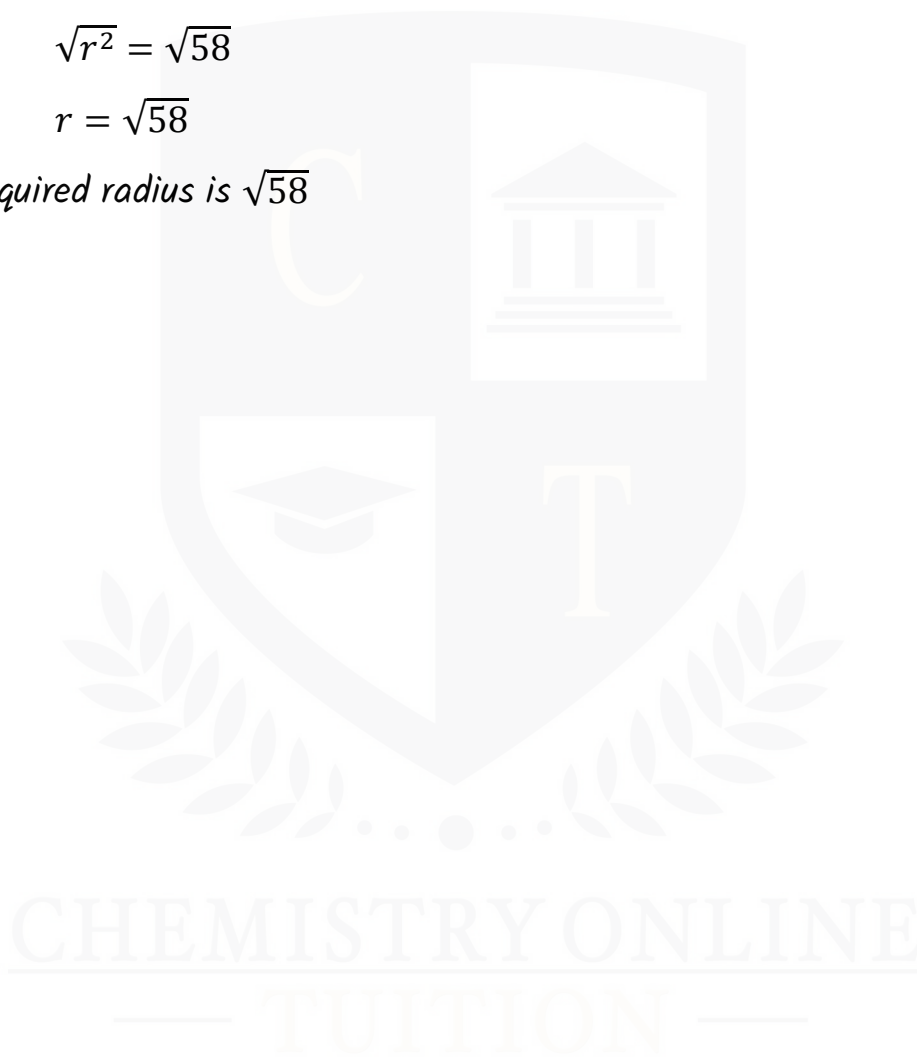 √r² = √58
r = √58
quired radius is √58
C
T
CHEMISTRY ONLINE
TUITION